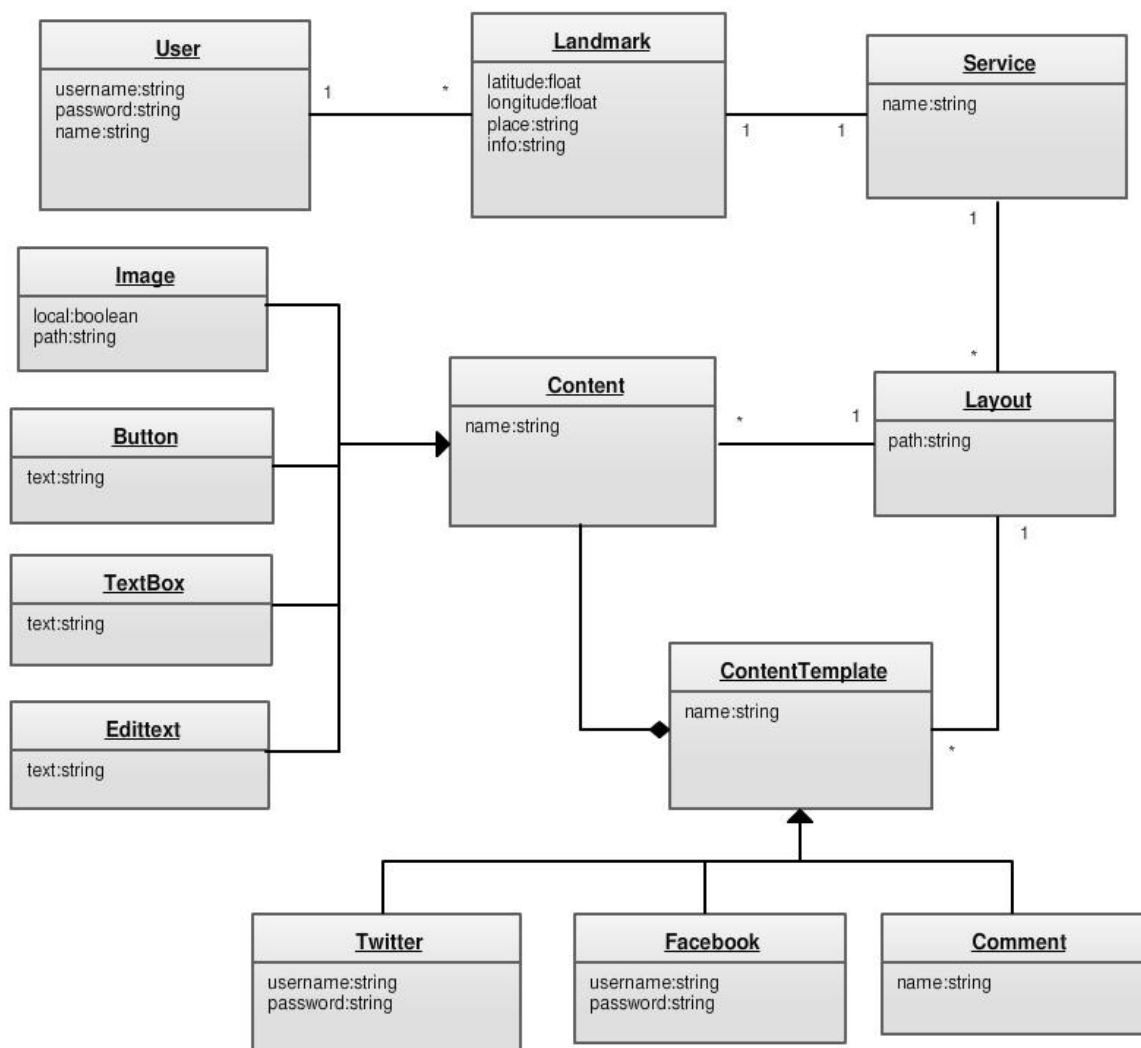 User
username:string
password:string
name:string
1
*
Landmark
latitude:float
longitude:float
place:string
info:string
1
1
Service
name:string
1
*
Image
local:boolean
path:string
Button
text:string
TextBox
text:string
Edittext
text:string
Content
name:string
*
1
Layout
path:string
1
*
ContentTemplate
name:string
Twitter
username:string
password:string
Facebook
username:string
password:string
Comment
name:string